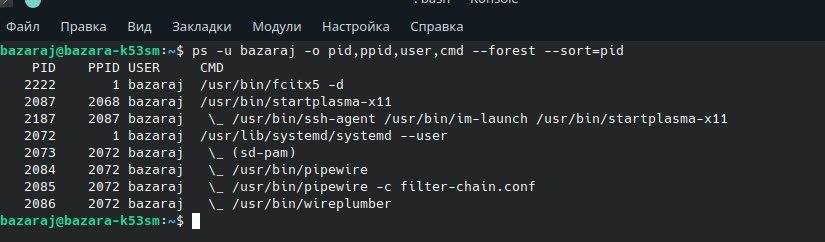 : bash — Konsole
Файл Правка Вид Закладки Модули Настройка Справка
bazaraj@bazara-k53sm:~$ ps -u bazaraj -o pid,ppid,user,cmd --forest --sort=pid
    PID    PPID USER     CMD
   2222       1 bazaraj  /usr/bin/fcitx5 -d
   2087    2068 bazaraj  /usr/bin/startplasma-x11
   2187    2087 bazaraj   \_ /usr/bin/ssh-agent /usr/bin/im-launch /usr/bin/startplasma-x11
   2072       1 bazaraj  /usr/lib/systemd/systemd --user
   2073    2072 bazaraj   \_ (sd-pam)
   2084    2072 bazaraj   \_ /usr/bin/pipewire
   2085    2072 bazaraj   \_ /usr/bin/pipewire -c filter-chain.conf
   2086    2072 bazaraj   \_ /usr/bin/wireplumber
bazaraj@bazara-k53sm:~$